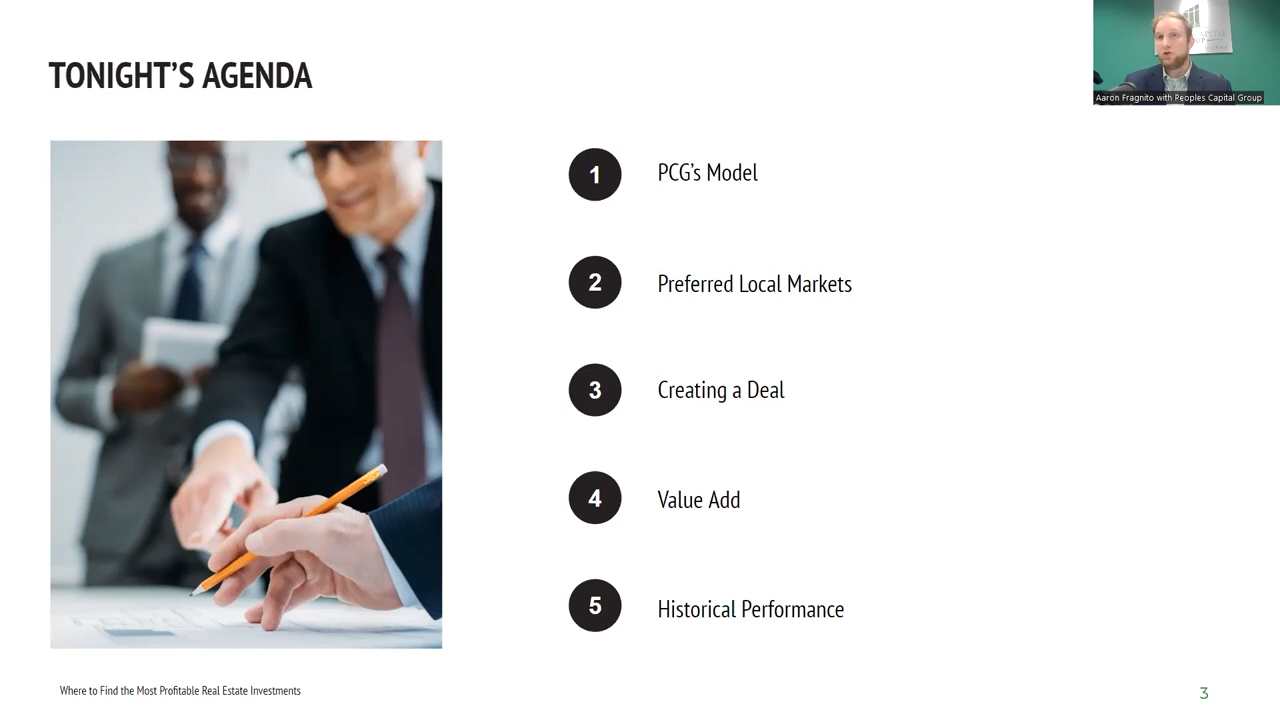 TONIGHT'S AGENDA
Aaron Fragnito with Peoples Capital Group
1 PCG's Model
2 Preferred Local Markets
3 Creating a Deal
4 Value Add
5 Historical Performance
Where to Find the Most Profitable Real Estate Investments
3